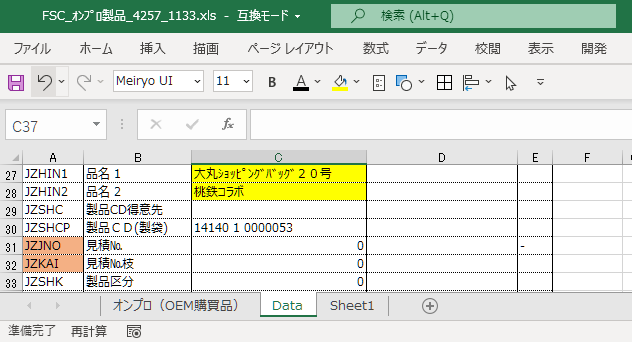 FSC_ｵﾝﾌﾟﾛ製品_4257_1133.xls - 互換モード
検索 (Alt+Q)
ファイル ホーム 挿入 描画 ページ レイアウト 数式 データ 校閲 表示 開発
Meiryo UI 11 B A
C37 fx
A B C D E F
27 JZHIN1 品名 1 大丸ｼｮｯﾋﾟﾝｸﾞﾊﾞｯｸﾞ２０号
28 JZHIN2 品名 2 桃鉄コラボ
29 JZSHC 製品CD得意先
30 JZSHCP 製品ＣＤ(製袋) 14140 1 0000053
31 JZJNO 見積№ 0 -
32 JZKAI 見積№枝 0
33 JZSHK 製品区分 0
オンプロ（OEM購買品） Data Sheet1
準備完了 再計算